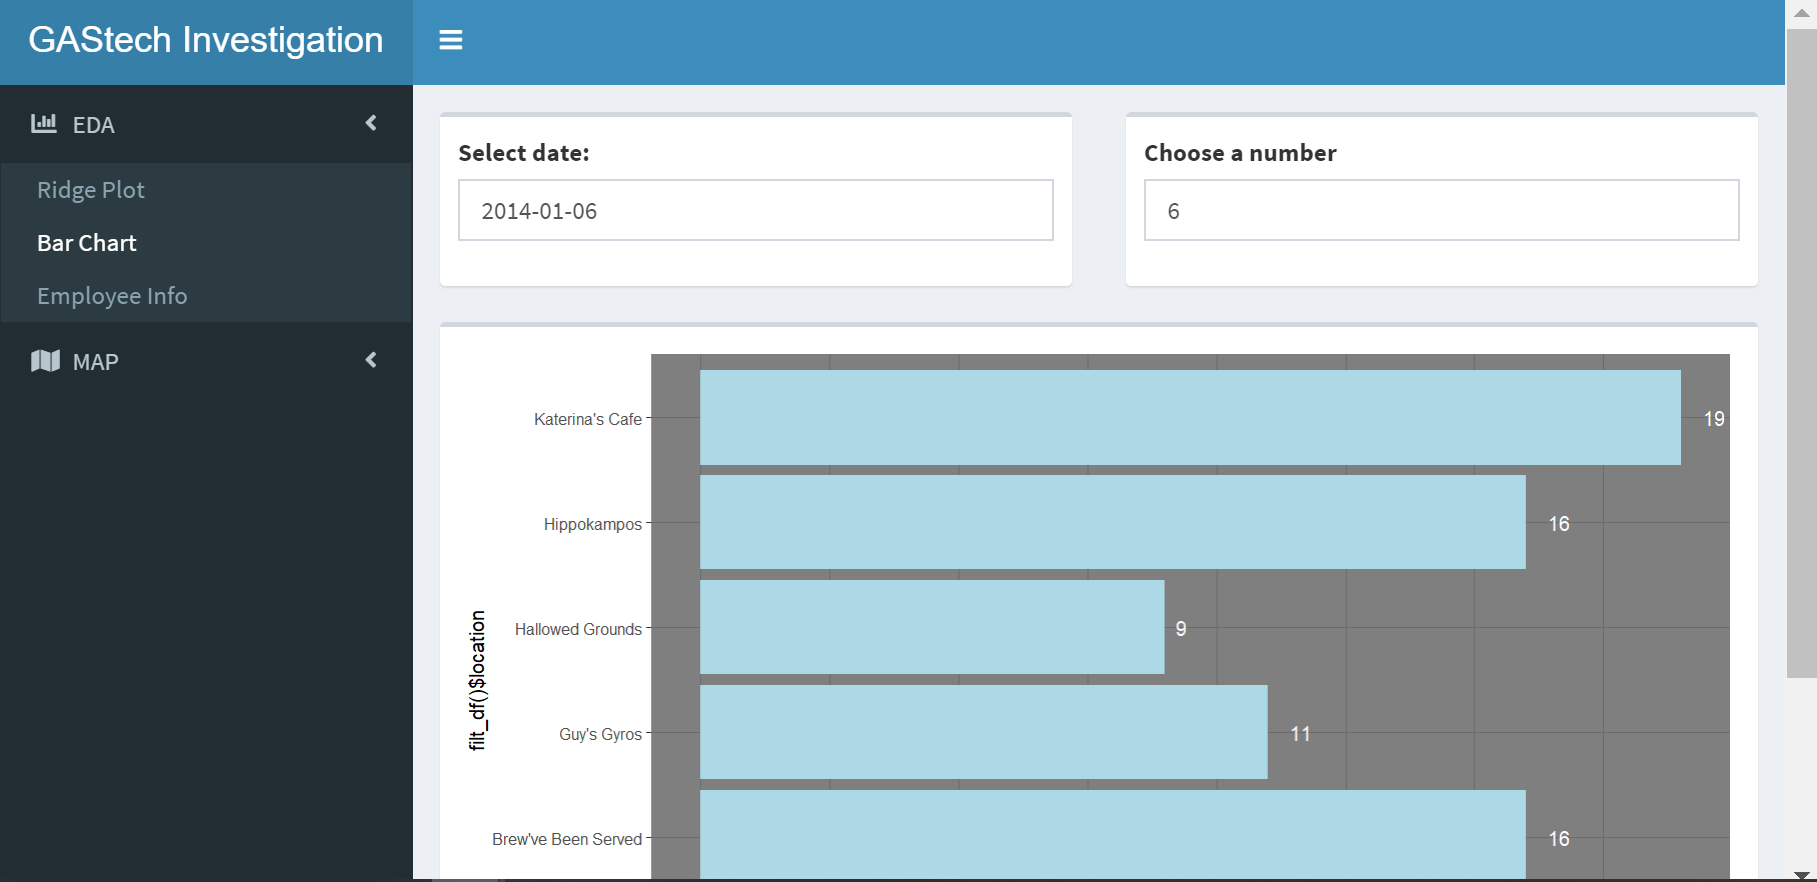 GAStech Investigation
EDA
Ridge Plot
Bar Chart
Employee Info
MAP
Select date:
2014-01-06
Choose a number
6
filt_df()$location
Katerina's Cafe
19
Hippokampos
16
Hallowed Grounds
9
Guy's Gyros
11
Brew've Been Served
16